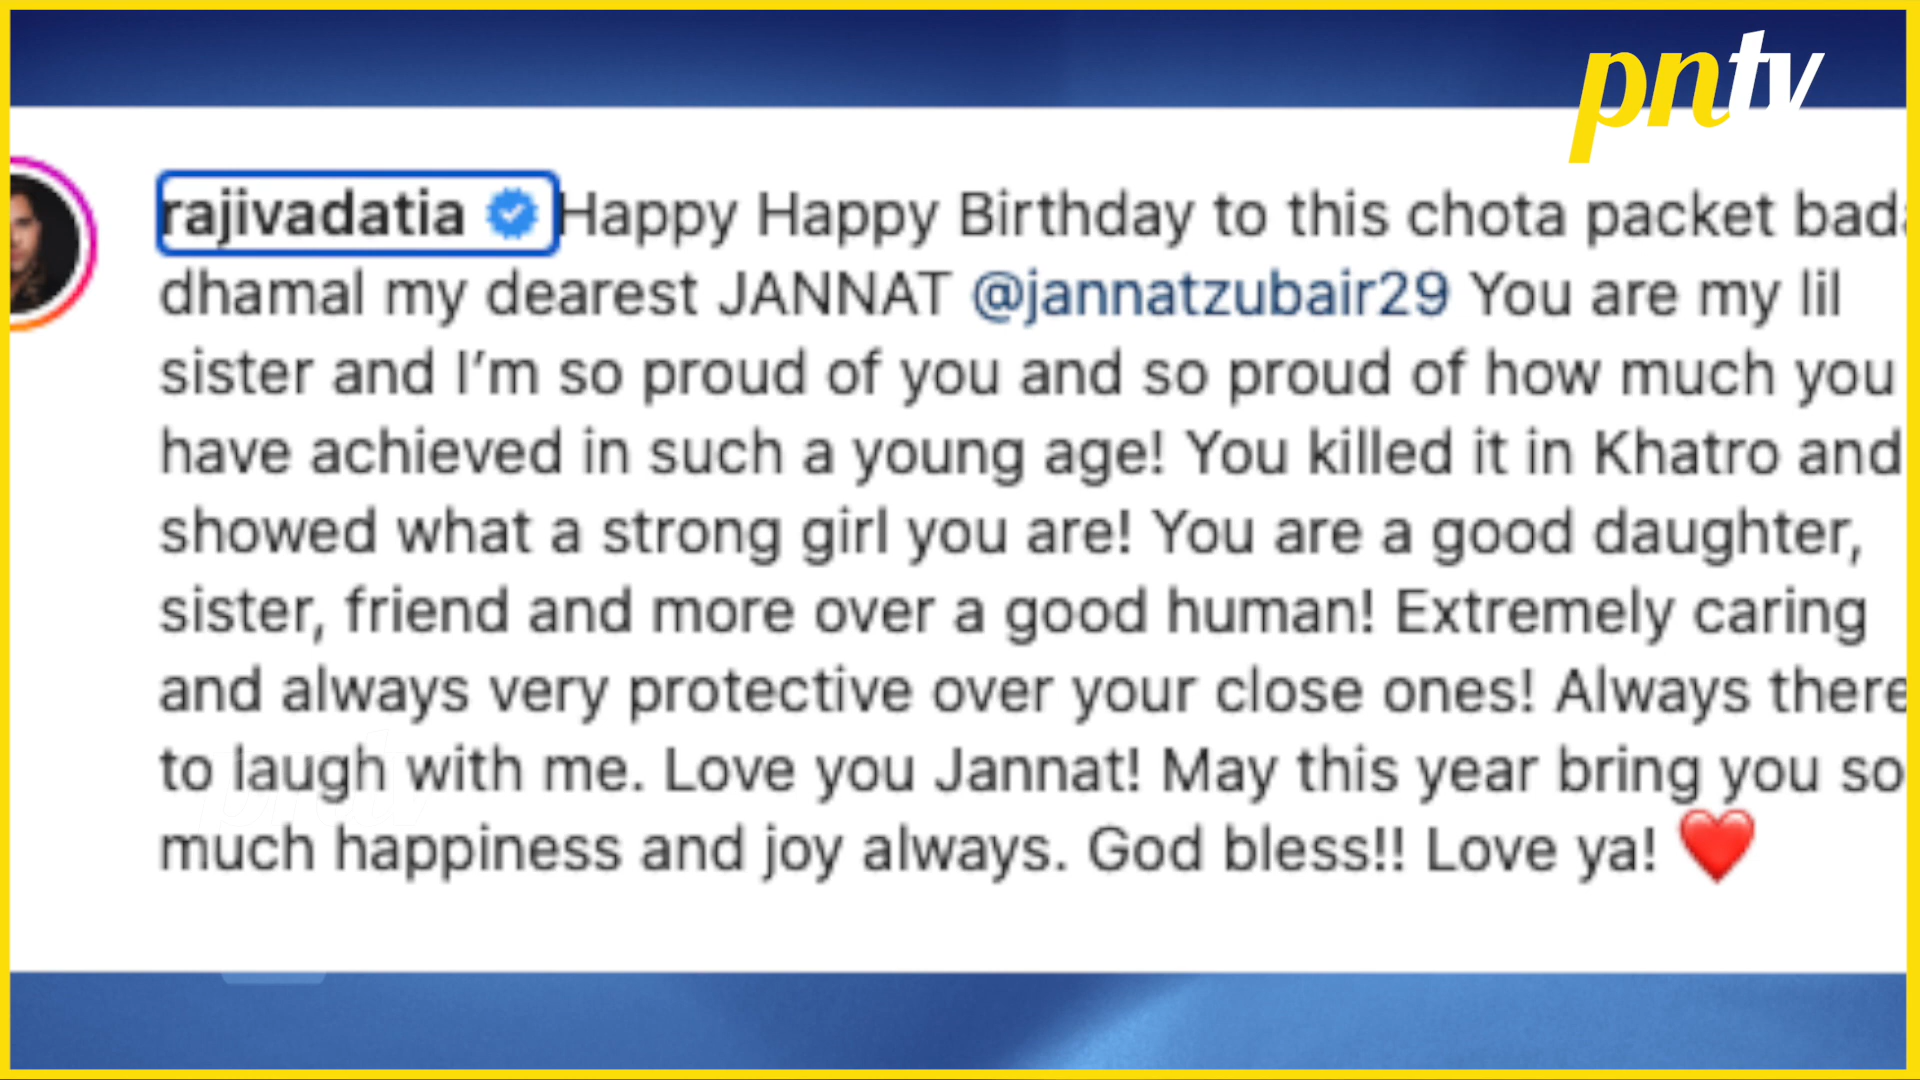 pntv
rajivadatia Happy Happy Birthday to this chota packet bada
dhamal my dearest JANNAT @jannatzubair29 You are my lil
sister and I’m so proud of you and so proud of how much you
have achieved in such a young age! You killed it in Khatro and
showed what a strong girl you are! You are a good daughter,
sister, friend and more over a good human! Extremely caring
and always very protective over your close ones! Always there
to laugh with me. Love you Jannat! May this year bring you so
much happiness and joy always. God bless!! Love ya! ❤️